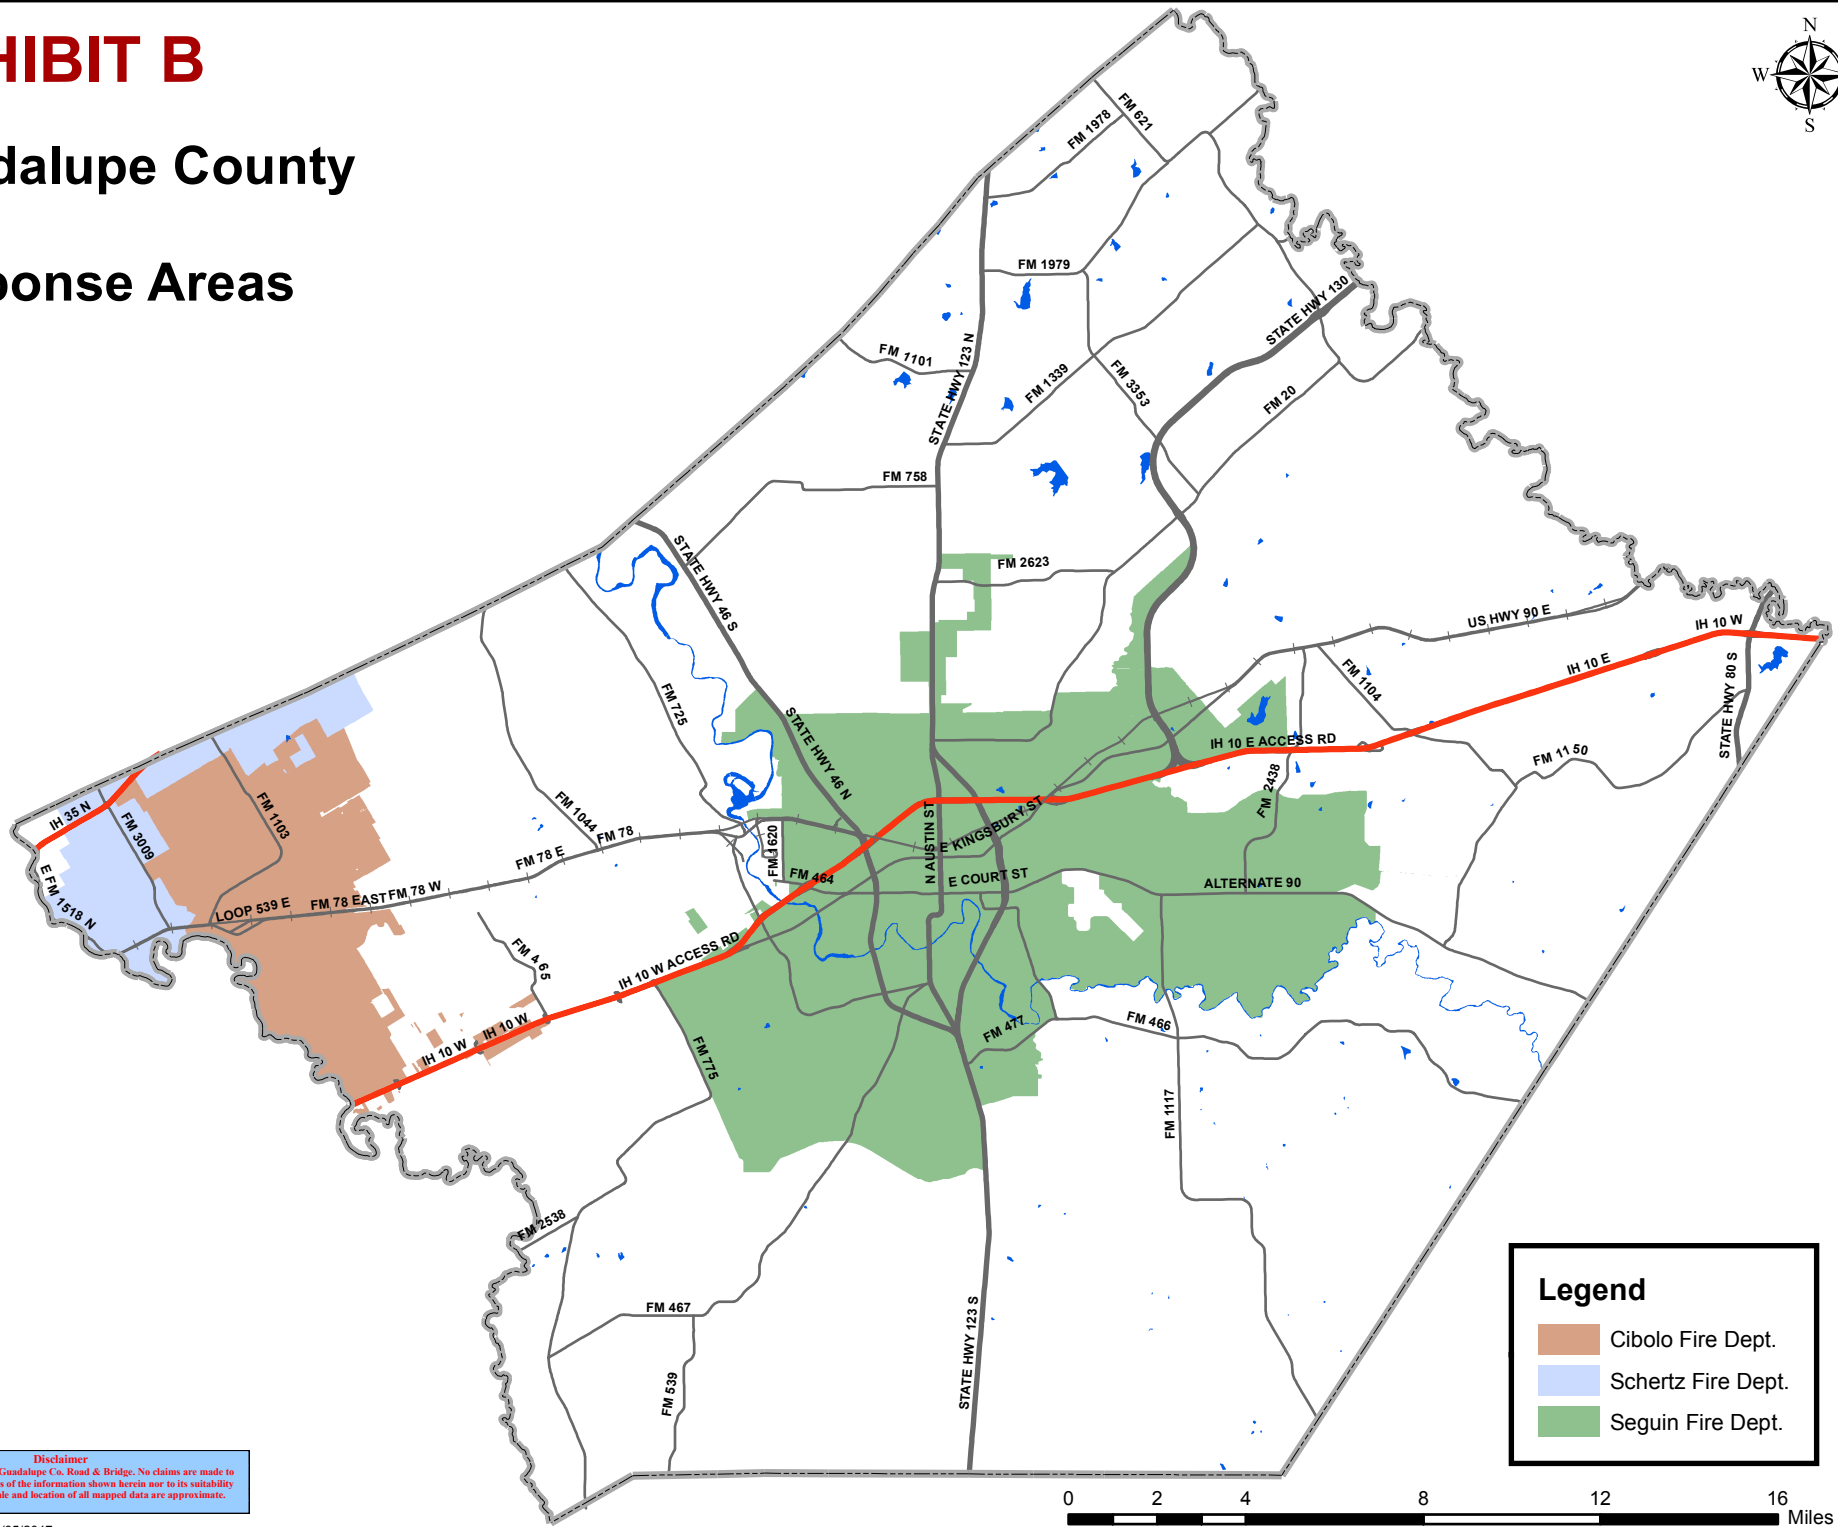 HIBIT B
dalupe County
ponse Areas
N
W
S
FM 621
FM 1978
FM 1979
STATE HWY 130
FM 1101
STATE HWY 123 N
FM 1339
FM 3353
FM 20
FM 758
FM 2623
STATE HWY 46 S
US HWY 90 E
IH 10 W
IH 10 E
STATE HWY 80 S
FM 1104
FM 725
STATE HWY 46 N
IH 10 E ACCESS RD
FM 11 50
FM 2438
IH 35 N
FM 3009
FM 1103
FM 1044
FM 78
FM 78 E
FM 1620
FM 464
N AUSTIN ST
E KINGSBURY ST
E COURT ST
ALTERNATE 90
E FM 1518 N
LOOP 539 E
FM 78 EAST
FM 78 W
FM 4 65
IH 10 W ACCESS RD
IH 10 W
IH 10 W
FM 775
FM 477
FM 466
FM 1117
FM 2538
FM 467
FM 539
STATE HWY 123 S
Legend
Cibolo Fire Dept.
Schertz Fire Dept.
Seguin Fire Dept.
Disclaimer
Guadalupe Co. Road & Bridge. No claims are made to
s of the information shown herein nor to its suitability
le and location of all mapped data are approximate.
0 2 4 8 12 16
Miles